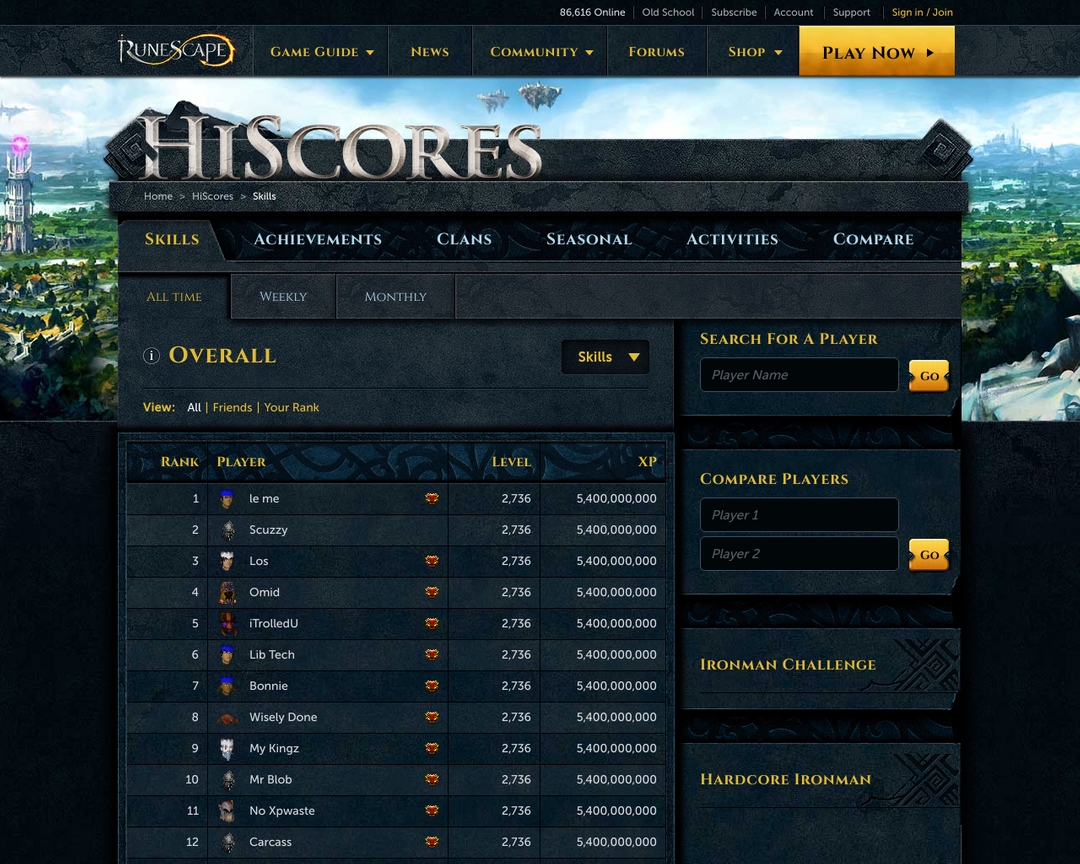 86,616 Online Old School Subscribe Account Support Sign in / Join
RuneScape Game Guide News Community Forums Shop Play Now
HiScores
Home > HiScores > Skills
Skills Achievements Clans Seasonal Activities Compare
All time Weekly Monthly
Search For A Player
i Overall Skills
Player Name Go
View: All | Friends | Your Rank
Rank Player Level XP
Compare Players
1 le me 2,736 5,400,000,000
Player 1
2 Scuzzy 2,736 5,400,000,000
Player 2 Go
3 Los 2,736 5,400,000,000
4 Omid 2,736 5,400,000,000
5 iTrolledU 2,736 5,400,000,000
6 Lib Tech 2,736 5,400,000,000
Ironman Challenge
7 Bonnie 2,736 5,400,000,000
8 Wisely Done 2,736 5,400,000,000
9 My Kingz 2,736 5,400,000,000
10 Mr Blob 2,736 5,400,000,000
Hardcore Ironman
11 No Xpwaste 2,736 5,400,000,000
12 Carcass 2,736 5,400,000,000